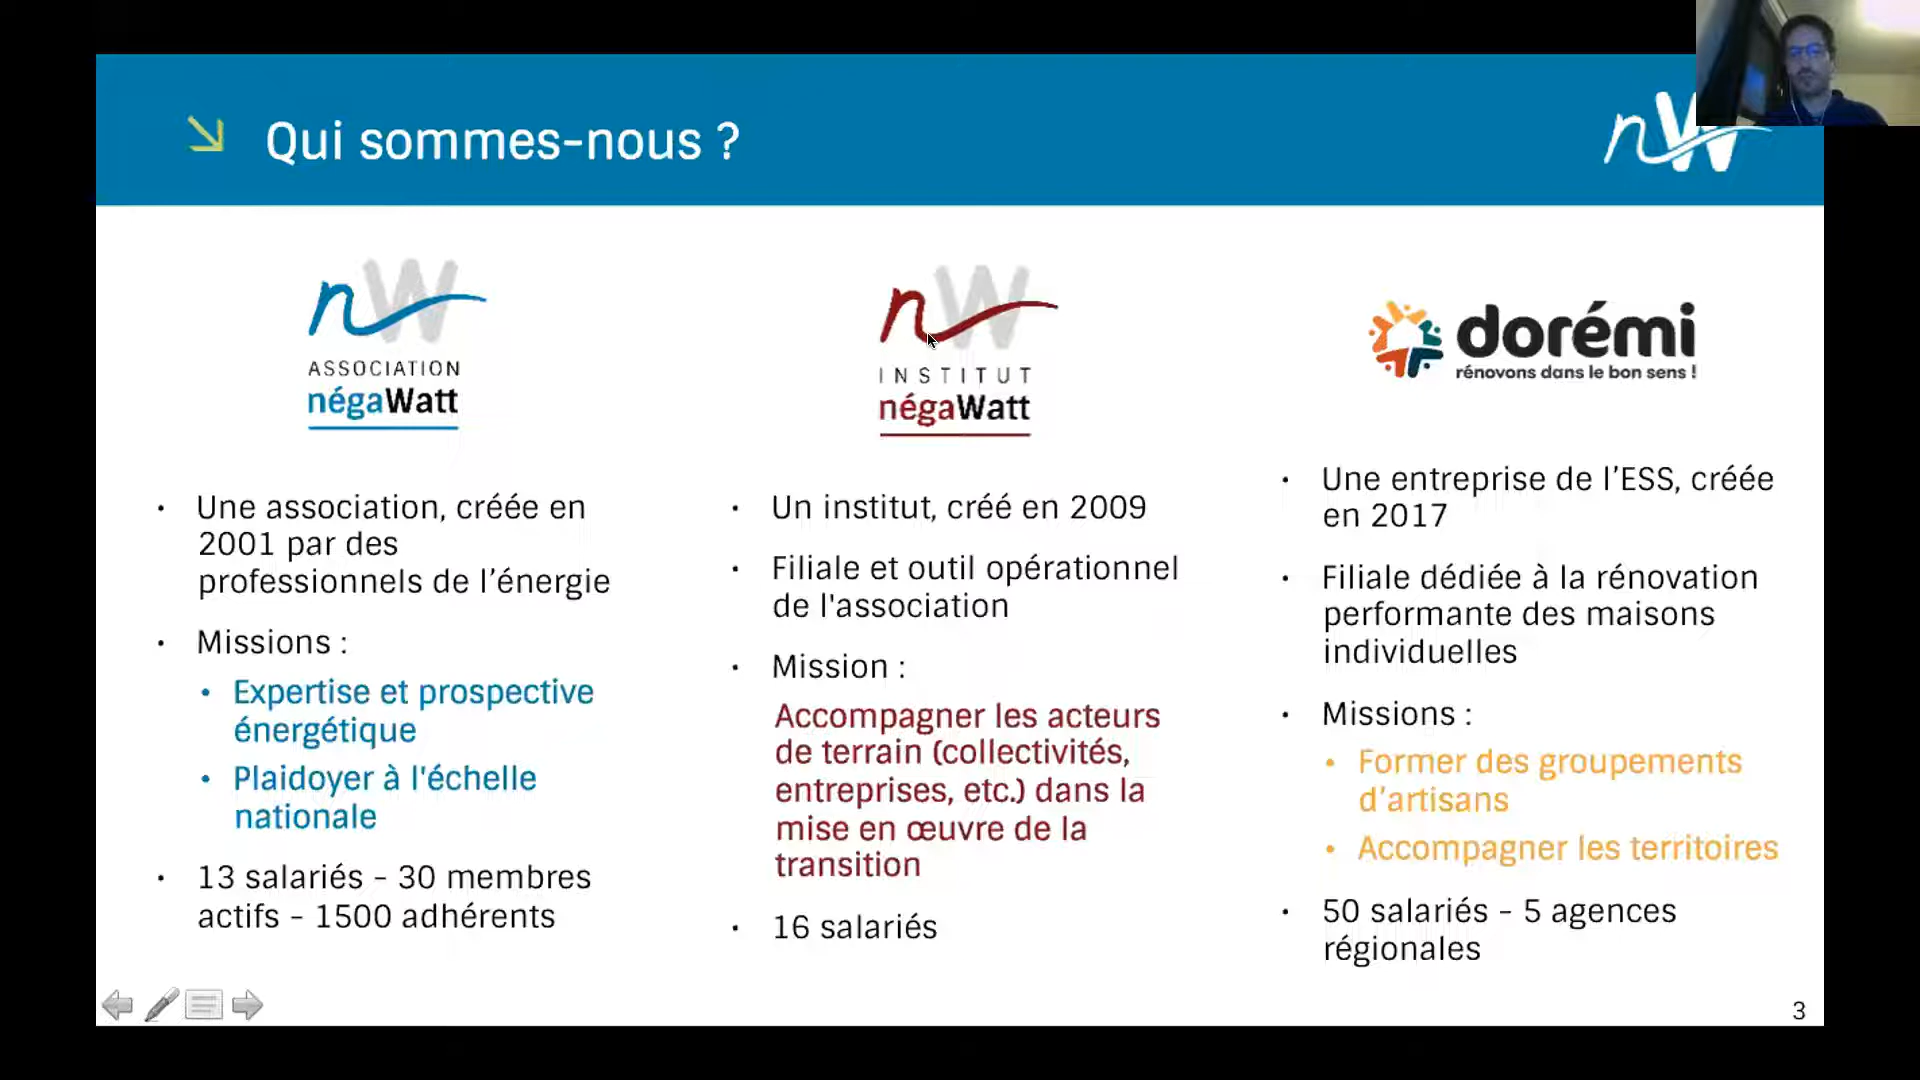 Qui sommes-nous ?
nW
nW
ASSOCIATION
négaWatt
• Une association, créée en
2001 par des
professionnels de l’énergie
• Missions :
• Expertise et prospective
énergétique
• Plaidoyer à l'échelle
nationale
• 13 salariés - 30 membres
actifs - 1500 adhérents
nW
INSTITUT
négaWatt
• Un institut, créé en 2009
• Filiale et outil opérationnel
de l'association
• Mission :
Accompagner les acteurs
de terrain (collectivités,
entreprises, etc.) dans la
mise en œuvre de la
transition
• 16 salariés
dorémi
rénovons dans le bon sens !
• Une entreprise de l’ESS, créée
en 2017
• Filiale dédiée à la rénovation
performante des maisons
individuelles
• Missions :
• Former des groupements
d’artisans
• Accompagner les territoires
• 50 salariés - 5 agences
régionales
3